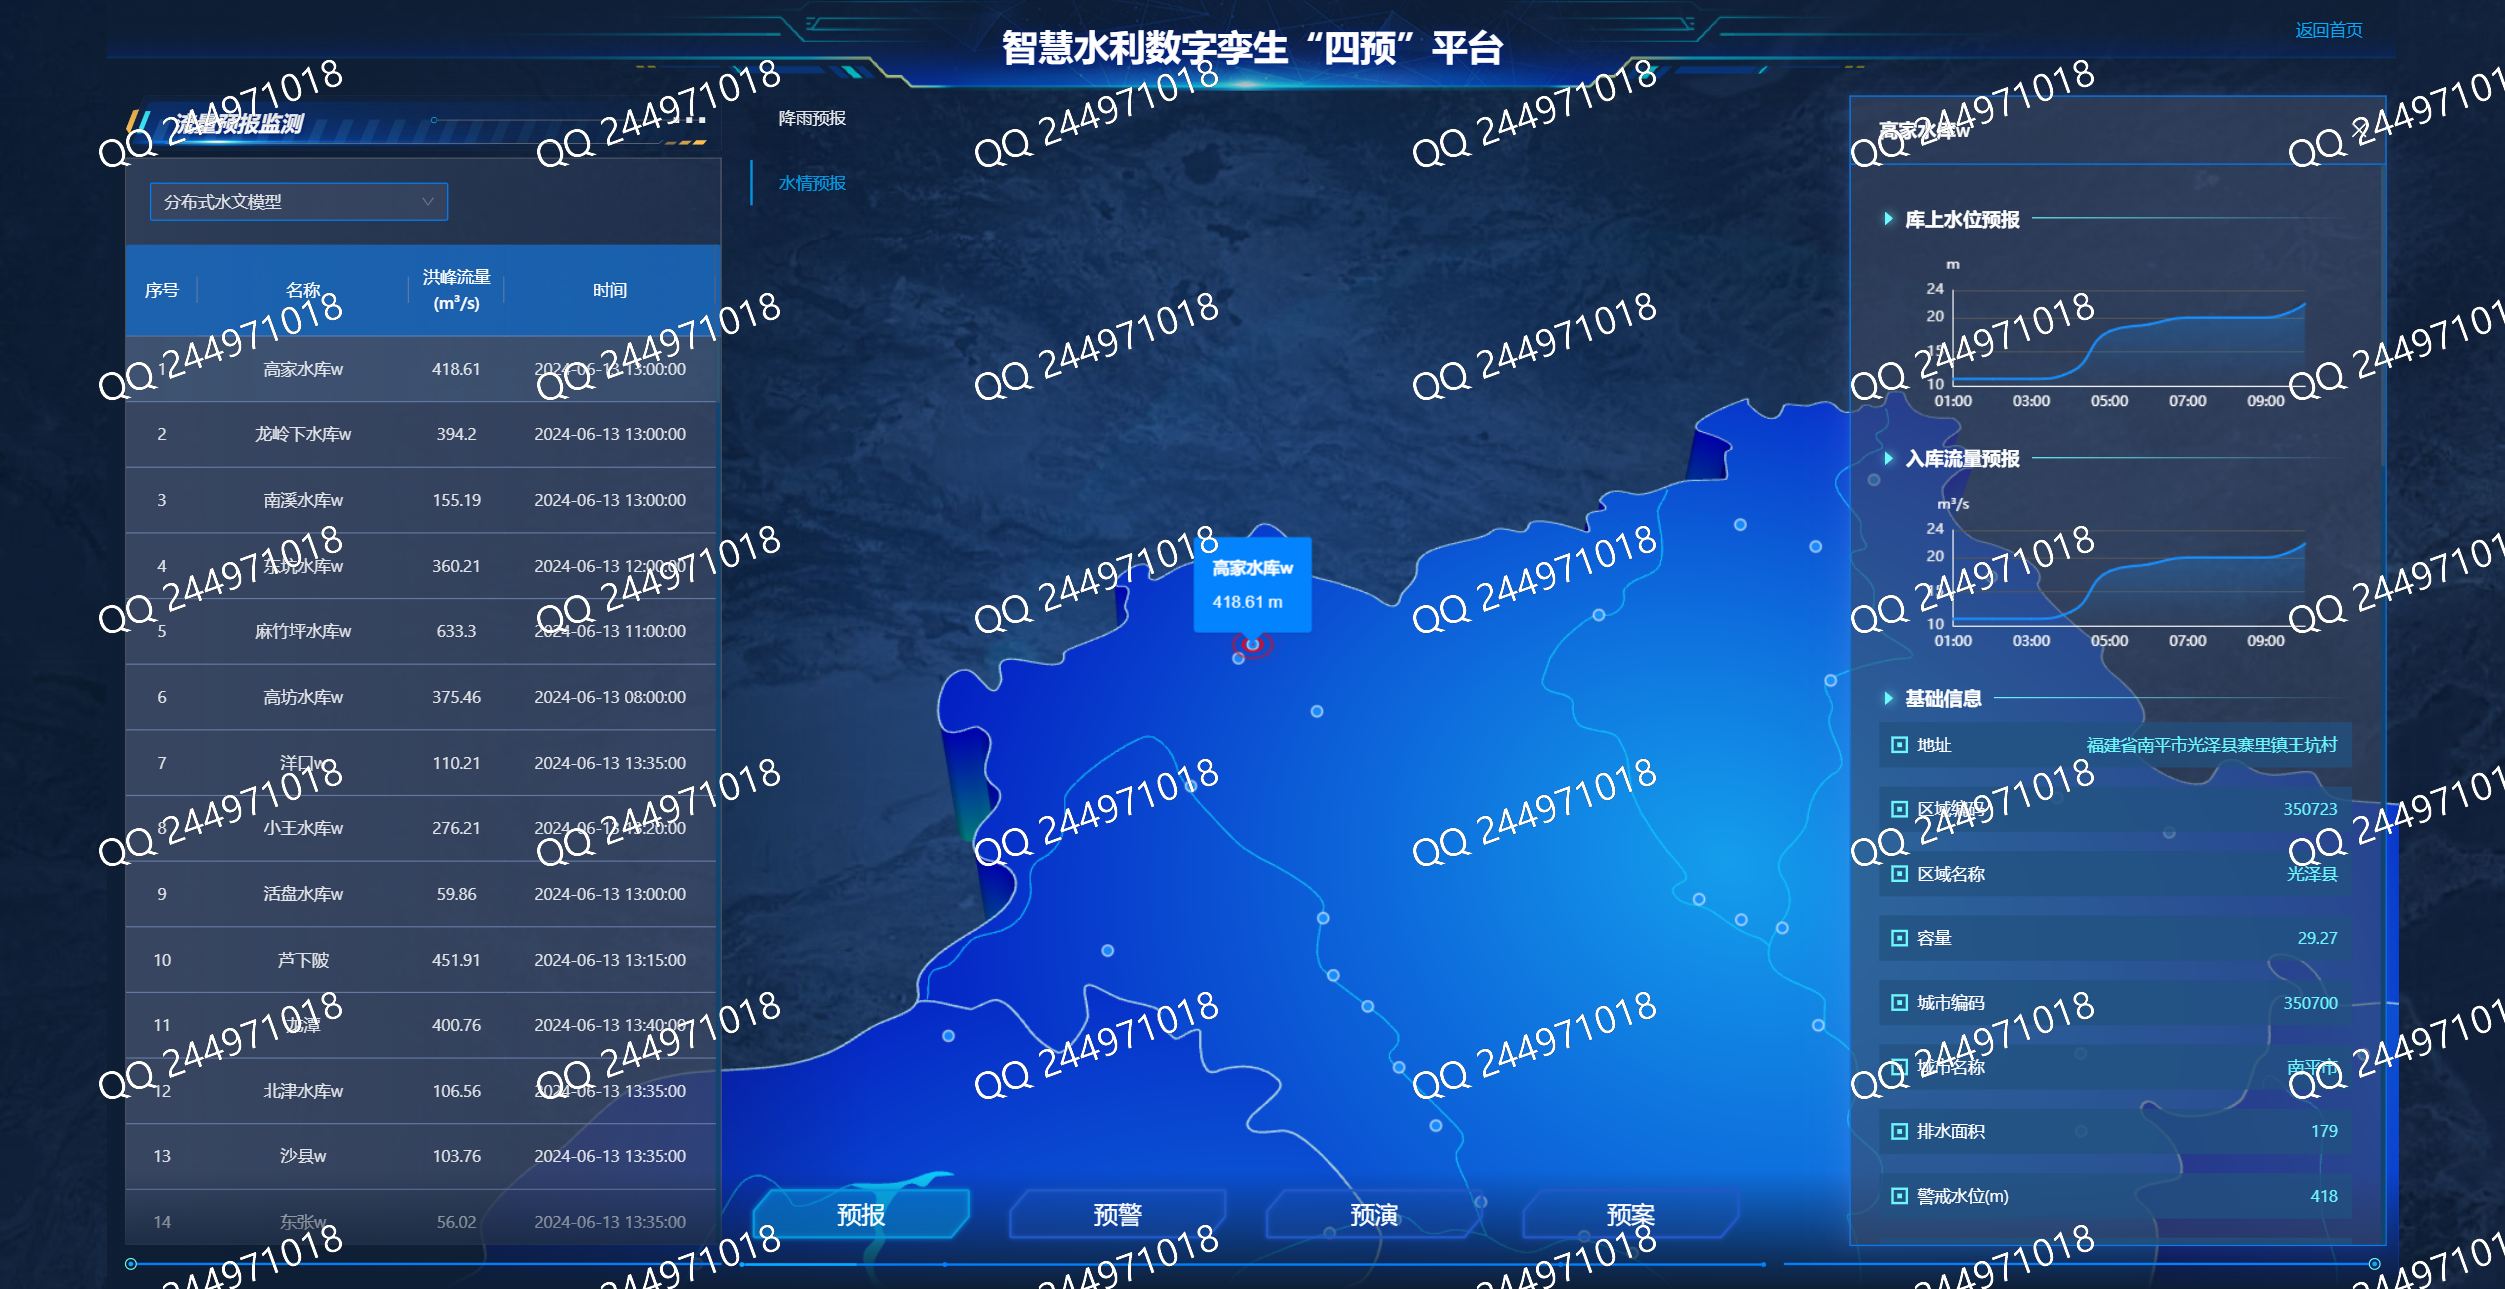 智慧水利数字孪生“四预”平台
返回首页
流量预报监测
分布式水文模型
序号 名称 洪峰流量(m³/s) 时间
1 高家水库w 418.61 2024-06-13 13:00:00
2 龙岭下水库w 394.2 2024-06-13 13:00:00
3 南溪水库w 155.19 2024-06-13 13:00:00
4 东坑水库w 360.21 2024-06-13 12:00:00
5 麻竹坪水库w 633.3 2024-06-13 11:00:00
6 高坊水库w 375.46 2024-06-13 08:00:00
7 洋口w 110.21 2024-06-13 13:35:00
8 小王水库w 276.21 2024-06-13 13:20:00
9 活盘水库w 59.86 2024-06-13 13:00:00
10 芦下陂 451.91 2024-06-13 13:15:00
11 龙潭 400.76 2024-06-13 13:40:00
12 北津水库w 106.56 2024-06-13 13:35:00
13 沙县w 103.76 2024-06-13 13:35:00
14 东张w 56.02 2024-06-13 13:35:00
降雨预报
水情预报
高家水库w
418.61 m
预报 预警 预演 预案
高家水库w
库上水位预报
m
24
20
15
10
01:00 03:00 05:00 07:00 09:00
入库流量预报
m³/s
24
20
15
10
01:00 03:00 05:00 07:00 09:00
基础信息
地址 福建省南平市光泽县寨里镇王坑村
区域编码 350723
区域名称 光泽县
容量 29.27
城市编码 350700
城市名称 南平市
排水面积 179
警戒水位(m) 418
QQ 244971018